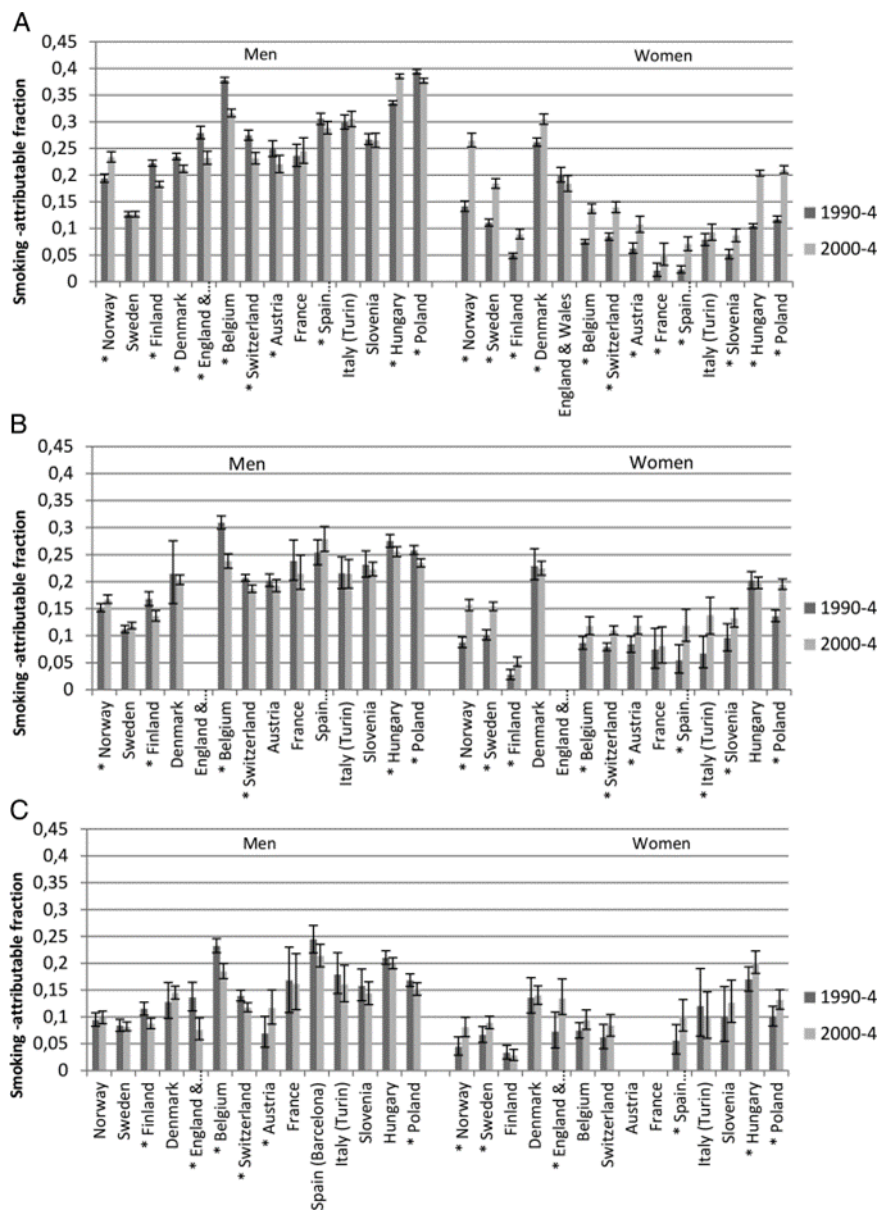 A
Men
Women
Smoking -attributable fraction
0,45
0,4
0,35
0,3
0,25
0,2
0,15
0,1
0,05
0
* Norway
Sweden
* Finland
* Denmark
* England &...
* Belgium
* Switzerland
* Austria
France
* Spain...
Italy (Turin)
Slovenia
* Hungary
* Poland
* Norway
* Sweden
* Finland
* Denmark
England & Wales
* Belgium
* Switzerland
* Austria
* France
* Spain...
Italy (Turin)
* Slovenia
* Hungary
* Poland
1990-4
2000-4
B
Men
Women
Smoking -attributable fraction
0,45
0,4
0,35
0,3
0,25
0,2
0,15
0,1
0,05
0
* Norway
Sweden
* Finland
Denmark
England &...
* Belgium
* Switzerland
Austria
France
Spain...
Italy (Turin)
Slovenia
* Hungary
* Poland
* Norway
* Sweden
* Finland
Denmark
England &...
* Belgium
* Switzerland
* Austria
France
* Spain...
* Italy (Turin)
* Slovenia
Hungary
* Poland
1990-4
2000-4
C
Men
Women
Smoking -attributable fraction
0,45
0,4
0,35
0,3
0,25
0,2
0,15
0,1
0,05
0
Norway
Sweden
* Finland
Denmark
* England &...
* Belgium
* Switzerland
* Austria
France
Spain (Barcelona)
Italy (Turin)
Slovenia
Hungary
* Poland
* Norway
* Sweden
Finland
Denmark
* England &...
Belgium
Switzerland
Austria
France
* Spain...
Italy (Turin)
Slovenia
* Hungary
* Poland
1990-4
2000-4